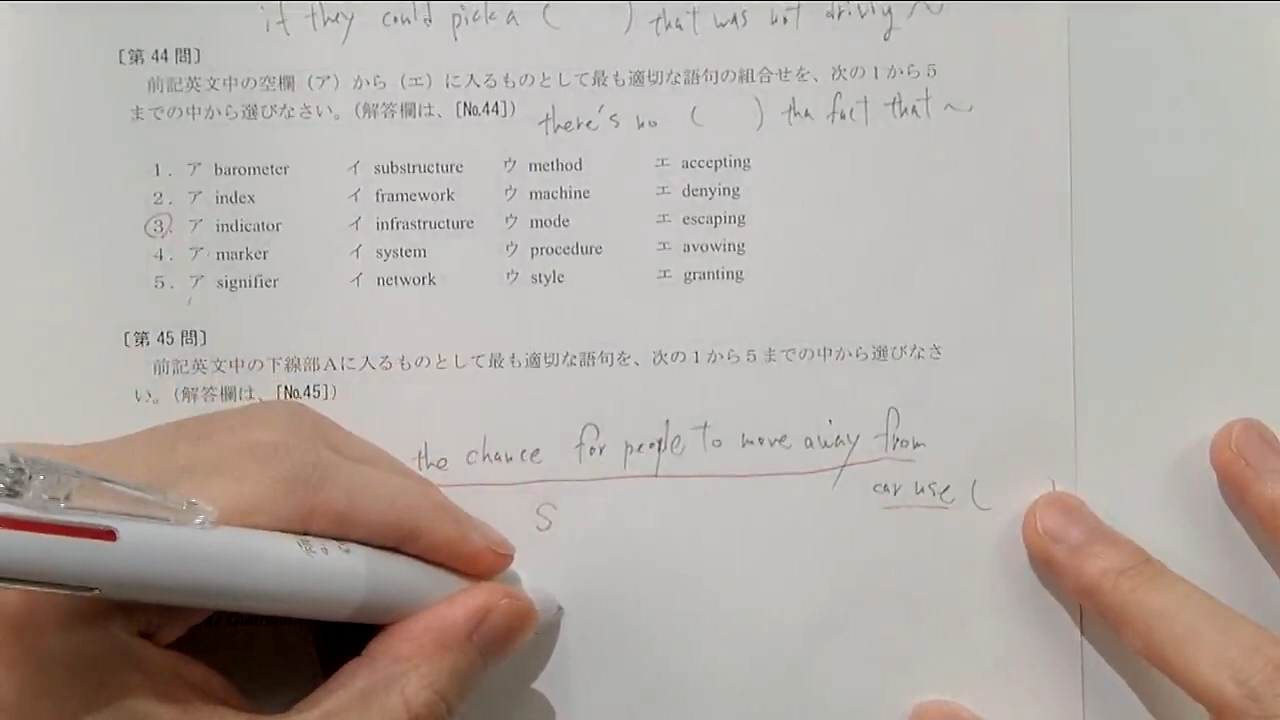 if they could pick a (　　) that was not driving ～
〔第 44 問〕
前記英文中の空欄（ア）から（エ）に入るものとして最も適切な語句の組合せを、次の１から５
までの中から選びなさい。（解答欄は、[No.44]）
there's no (　　) the fact that ～
１．ア barometer　イ substructure　ウ method　エ accepting
２．ア index　イ framework　ウ machine　エ denying
３．ア indicator　イ infrastructure　ウ mode　エ escaping
４．ア marker　イ system　ウ procedure　エ avowing
５．ア signifier　イ network　ウ style　エ granting
〔第 45 問〕
前記英文中の下線部Ａに入るものとして最も適切な語句を、次の１から５までの中から選びなさ
い。（解答欄は、[No.45]）
the chance for people to move away from
car use (
S